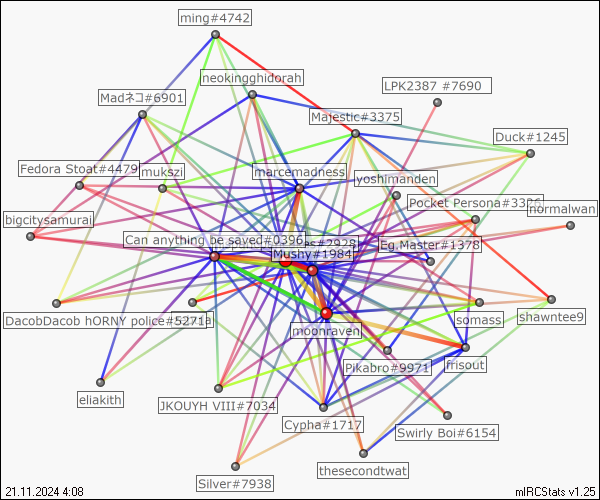 ming#4742
neokingghidorah
LPK2387 #7690
Madネコ#6901
Majestic#3375
Duck#1245
Fedora Stoat#4479
mukszi
marcemadness
yoshimanden
Pocket Persona#3326
normalwan
bigcitysamurai
Can anything be saved#0396
#2928
Eg.Master#1378
Mushy#1984
DacobDacob hORNY police#5271a
moonraven
somass
shawntee9
Pikabro#9971
frisout
eliakith
JKOUYH VIII#7034
Cypha#1717
Swirly Boi#6154
thesecondtwat
Silver#7938
21.11.2024 4:08
mIRCStats v1.25